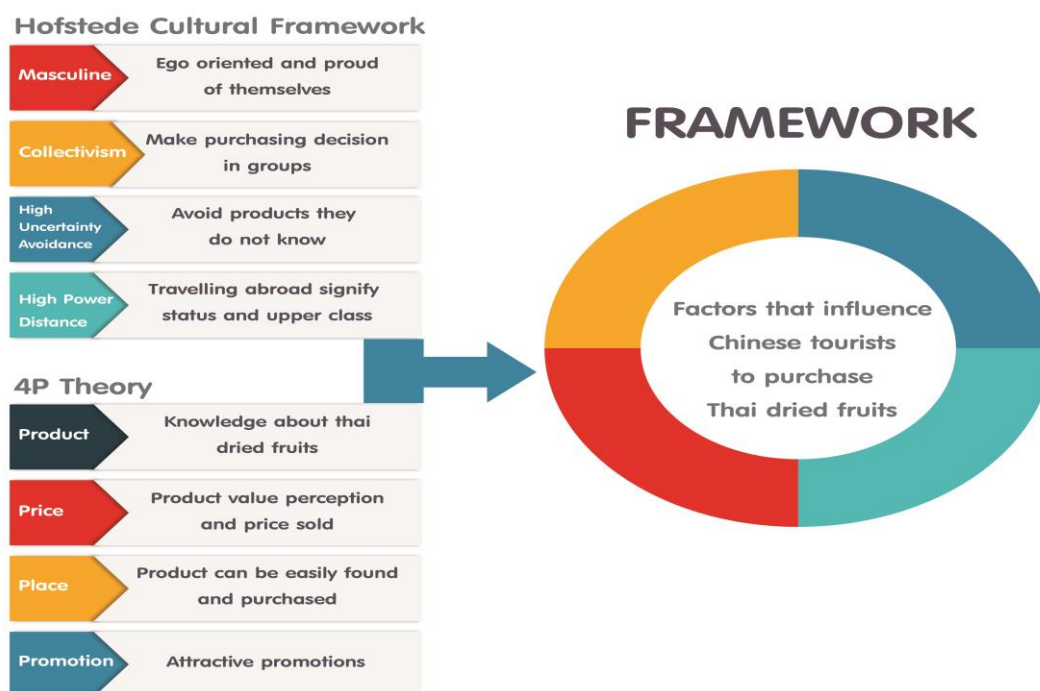 Hofstede Cultural Framework
Masculine
Ego oriented and proud
of themselves
Collectivism
Make purchasing decision
in groups
High
Uncertainty
Avoidance
Avoid products they
do not know
High Power
Distance
Travelling abroad signify
status and upper class
4P Theory
Product
Knowledge about thai
dried fruits
Price
Product value perception
and price sold
Place
Product can be easily found
and purchased
Promotion
Attractive promotions
FRAMEWORK
Factors that influence
Chinese tourists
to purchase
Thai dried fruits